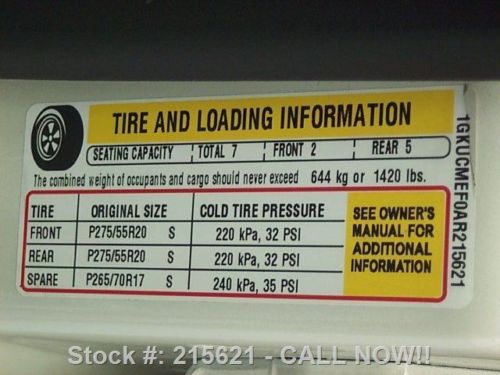 TIRE AND LOADING INFORMATION
SEATING CAPACITY TOTAL 7 FRONT 2 REAR 5
The combined weight of occupants and cargo should never exceed 644 kg or 1420 lbs.
TIRE ORIGINAL SIZE COLD TIRE PRESSURE
FRONT P275/55R20 S 220 kPa, 32 PSI
REAR P275/55R20 S 220 kPa, 32 PSI
SPARE P265/70R17 S 240 kPa, 35 PSI
SEE OWNER'S
MANUAL FOR
ADDITIONAL
INFORMATION
1GKUCMEF0AR215621
Stock #: 215621 - CALL NOW!!